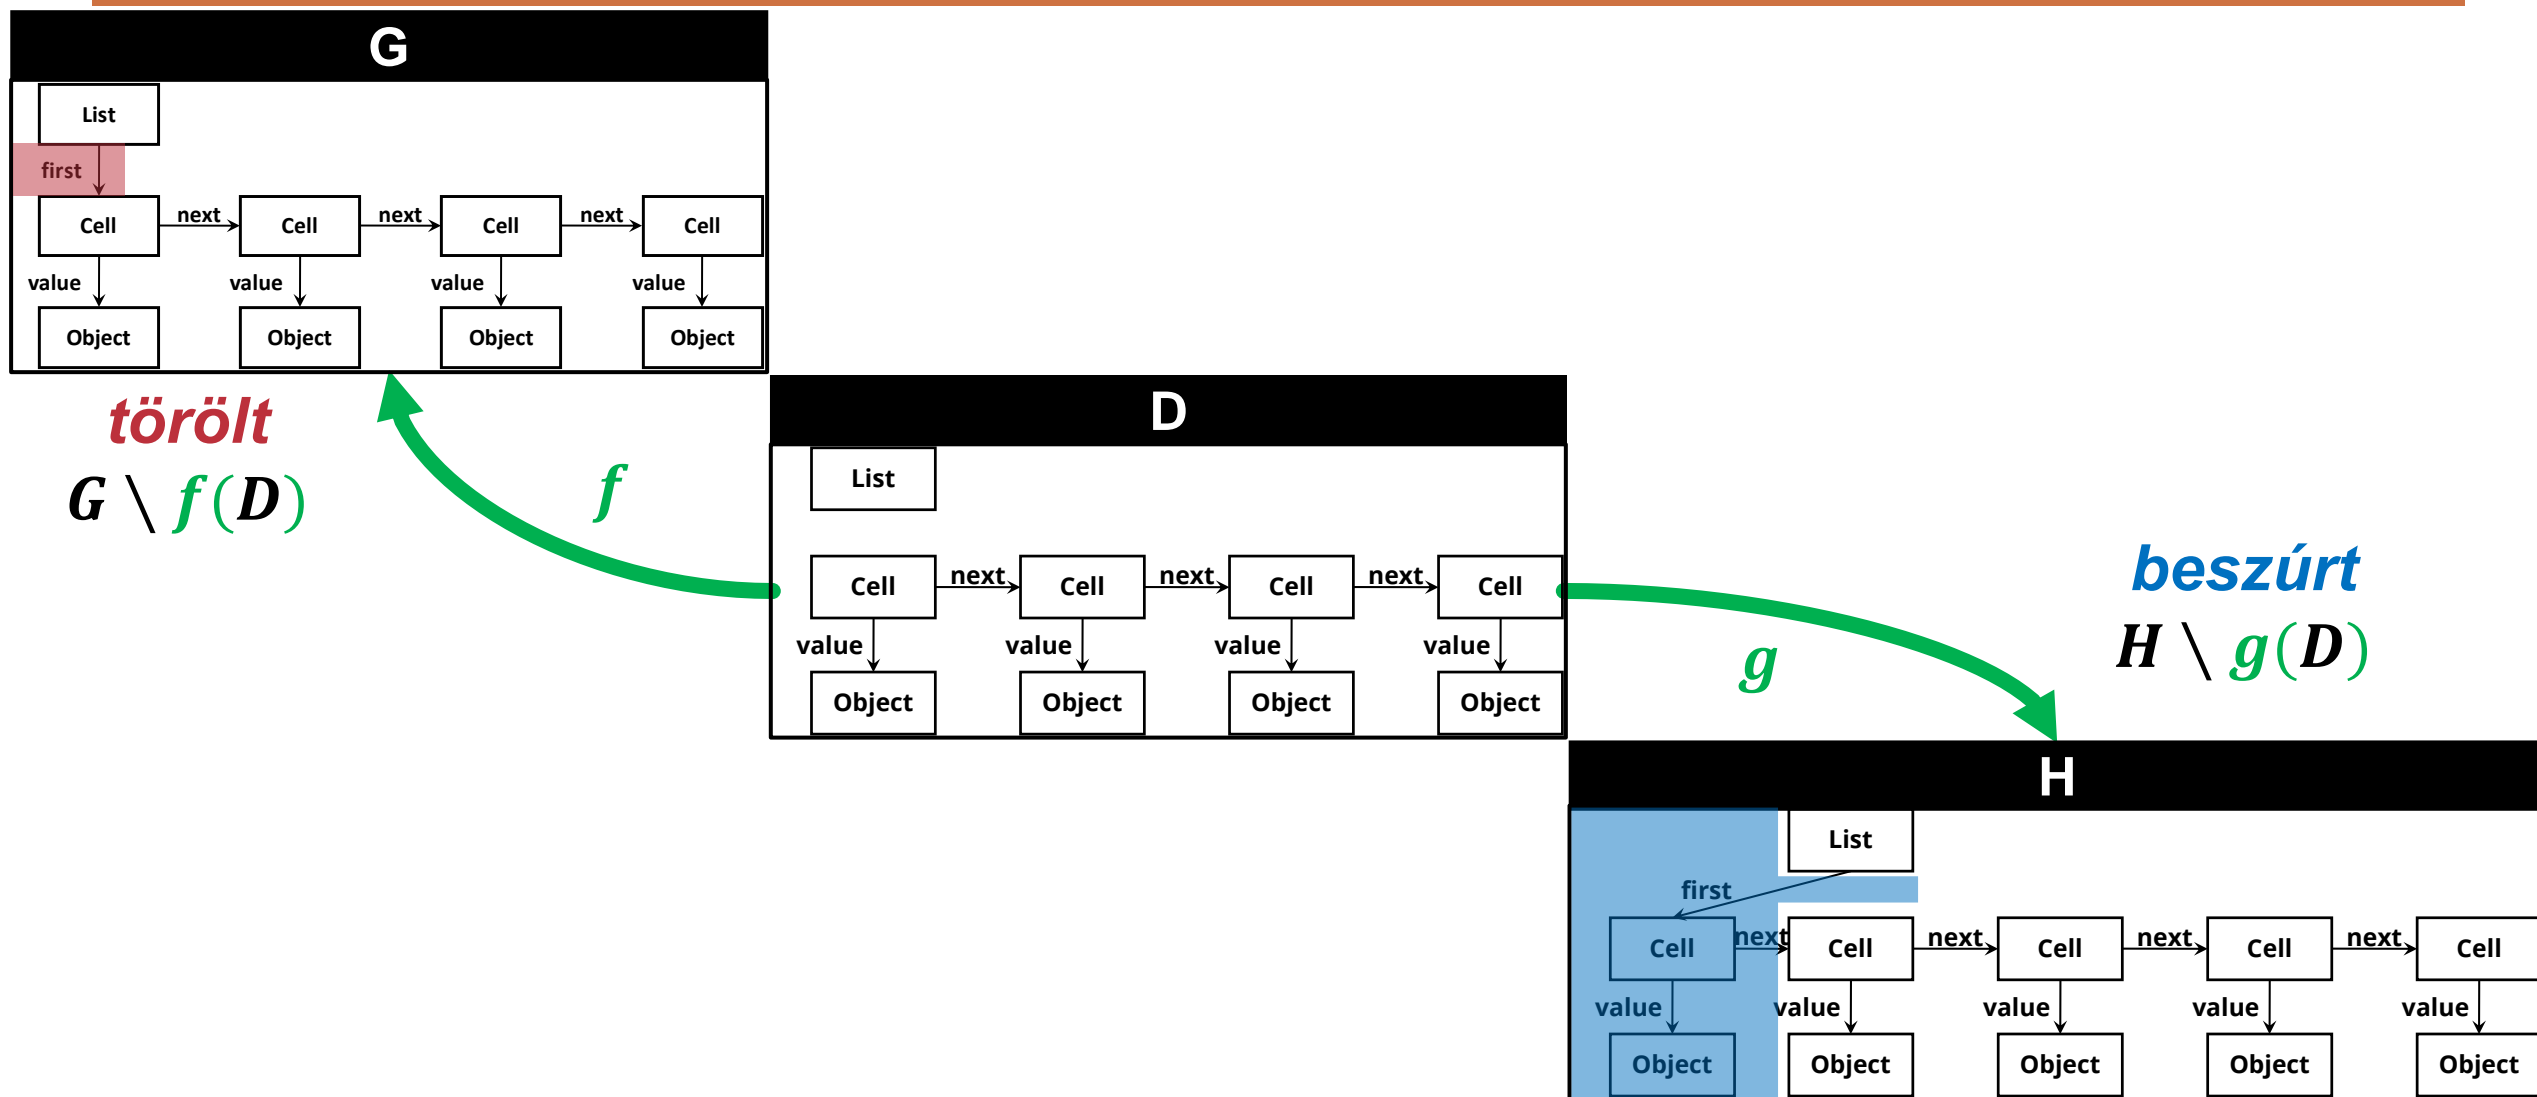 G
List
first
Cell next Cell next Cell next Cell
value value value value
Object Object Object Object
törölt
G \ f(D)
f
D
List
Cell next Cell next Cell next Cell
value value value value
Object Object Object Object
g
beszúrt
H \ g(D)
H
List
first
Cell next Cell next Cell next Cell next Cell
value value value value value
Object Object Object Object Object